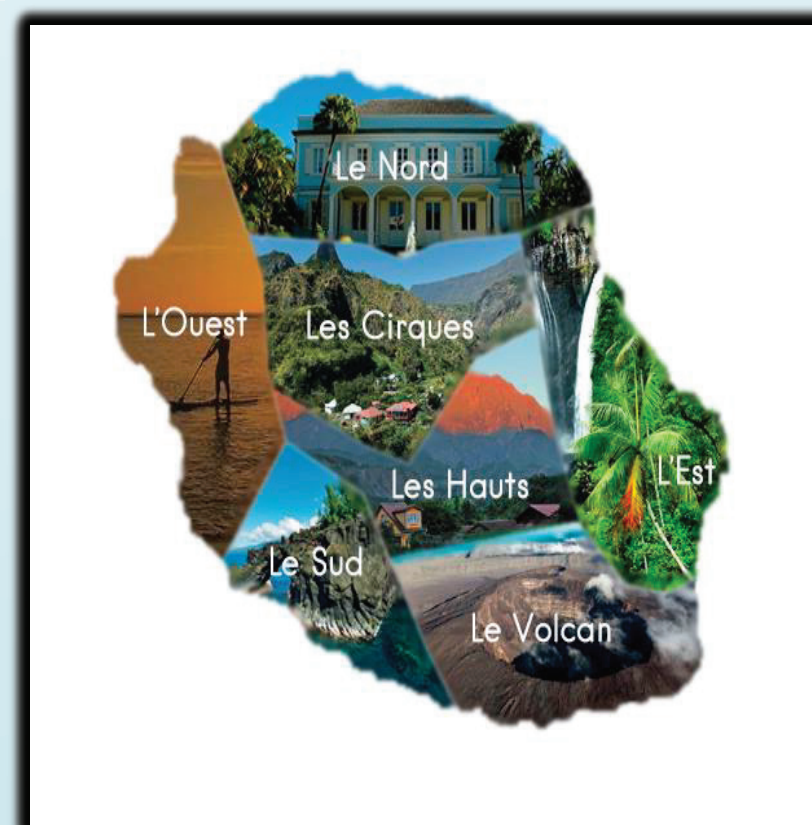 Le Nord
L'Ouest
Les Cirques
L'Est
Les Hauts
Le Sud
Le Volcan